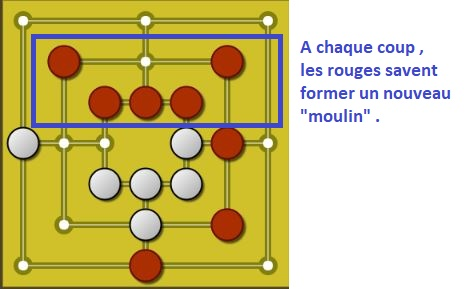 A chaque coup ,
les rouges savent
former un nouveau
"moulin" .